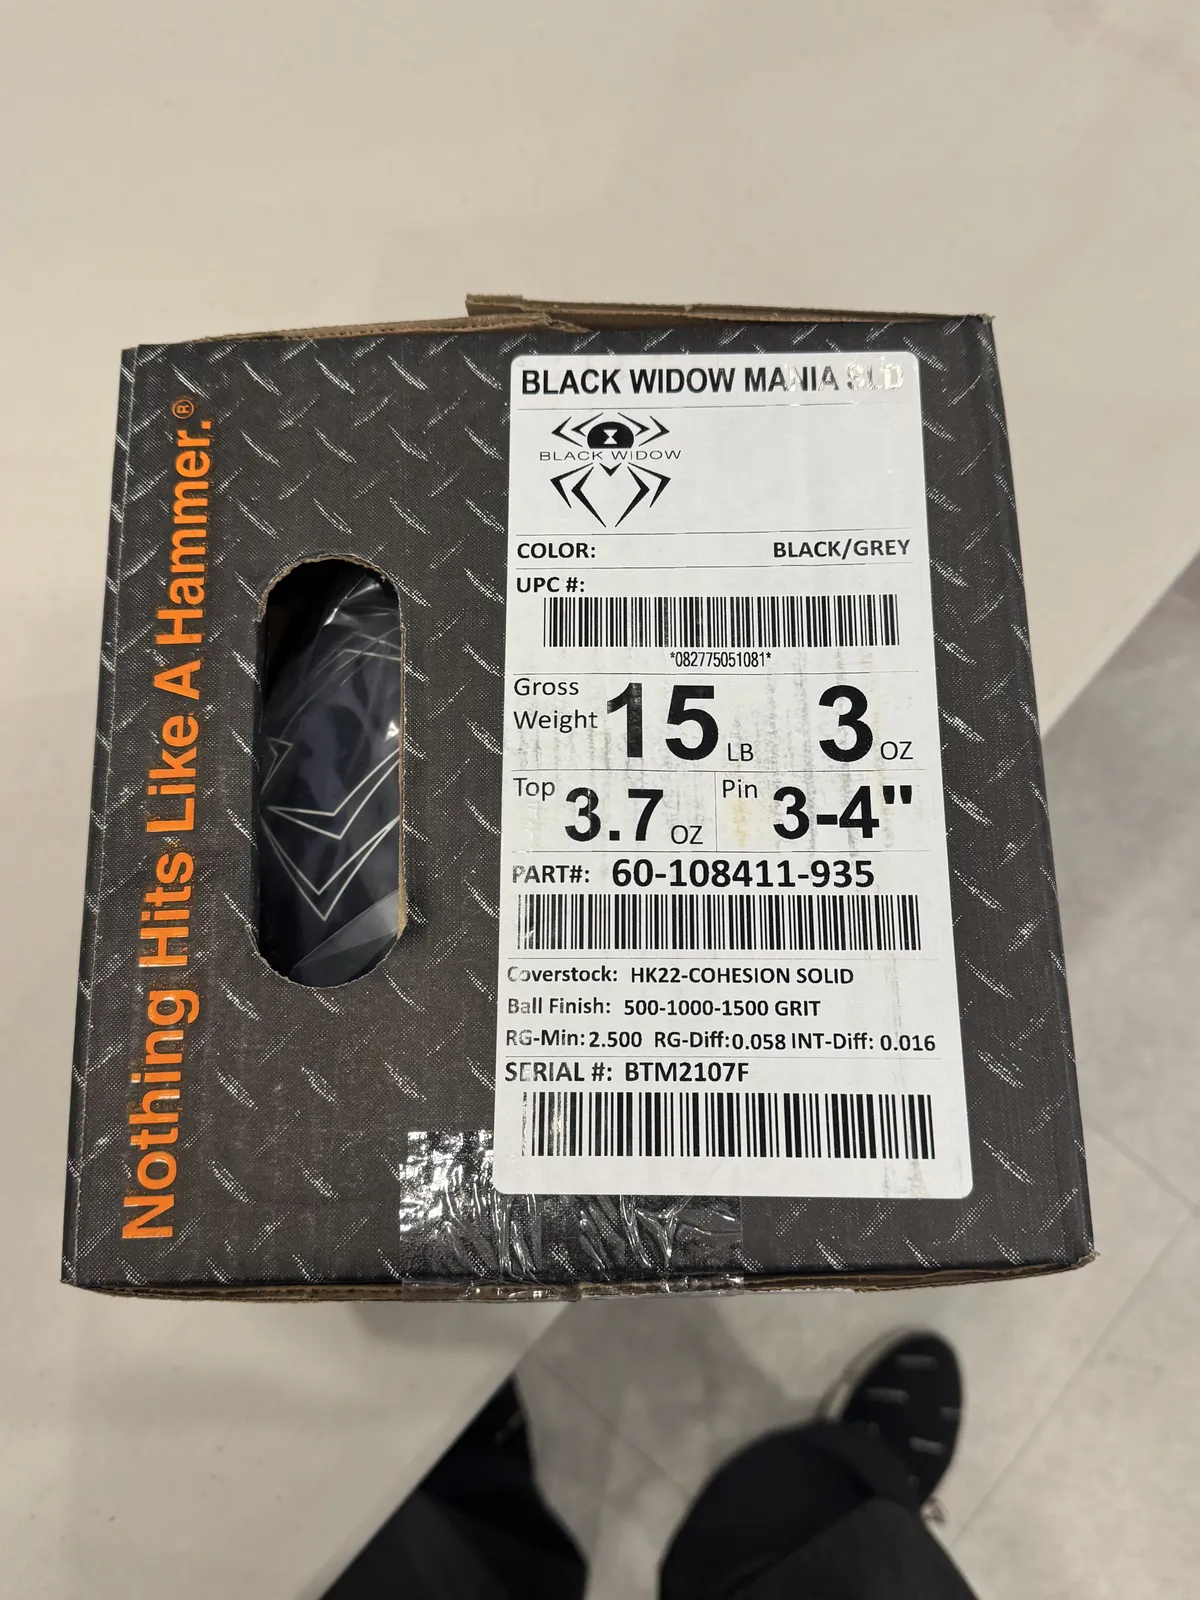 Nothing Hits Like A Hammer.®
BLACK WIDOW MANIA SLD
BLACK WIDOW
COLOR: BLACK/GREY
UPC #:
*082775051081*
Gross Weight 15 LB 3 OZ
Top 3.7 OZ Pin 3-4"
PART#: 60-108411-935
Coverstock: HK22-COHESION SOLID
Ball Finish: 500-1000-1500 GRIT
RG-Min: 2.500 RG-Diff:0.058 INT-Diff: 0.016
SERIAL #: BTM2107F